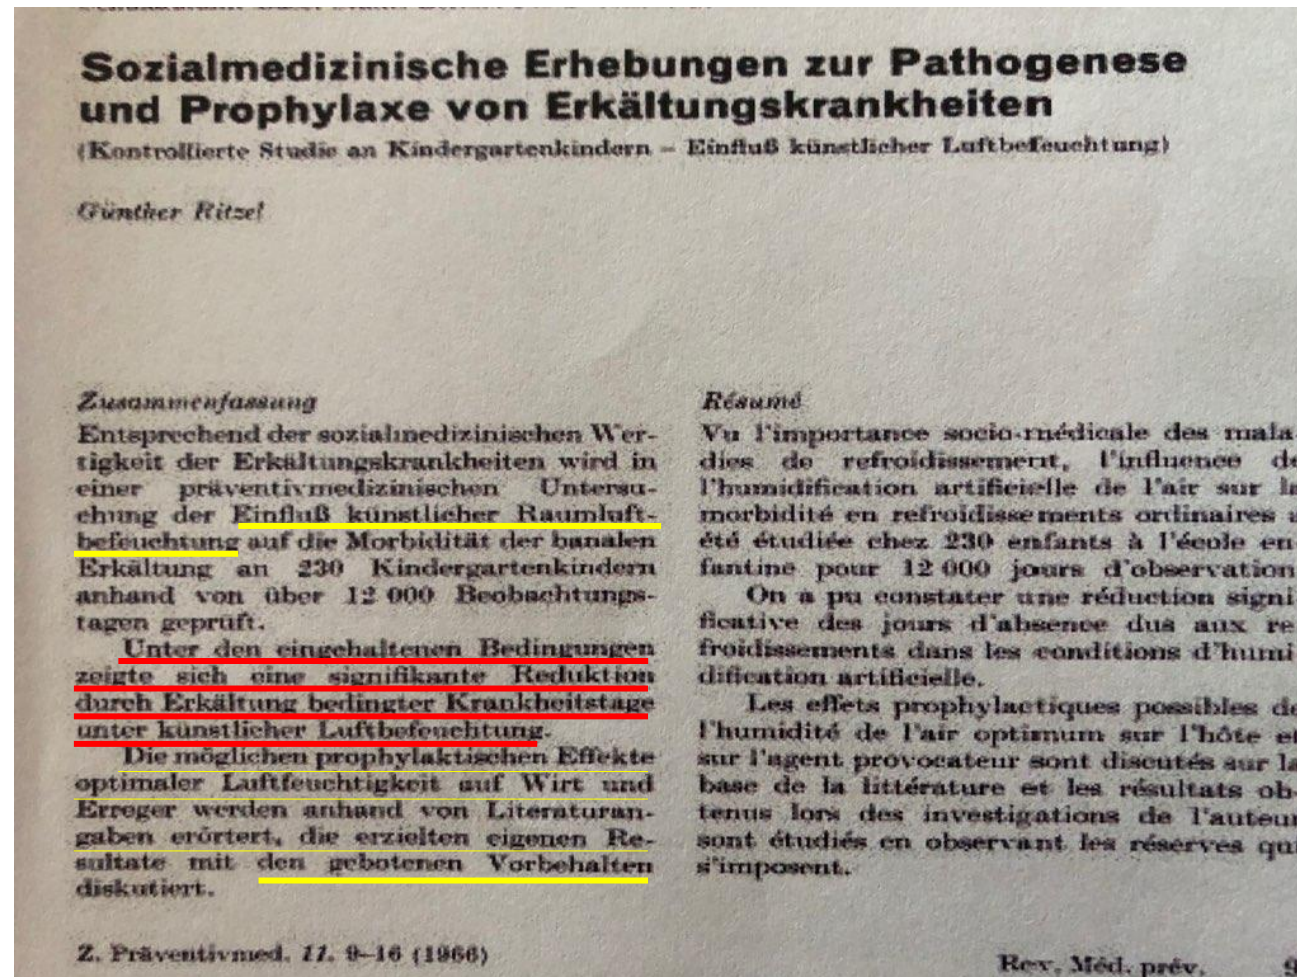 Sozialmedizinische Erhebungen zur Pathogenese
und Prophylaxe von Erkältungskrankheiten
(Kontrollierte Studie an Kindergartenkindern – Einfluß künstlicher Luftbefeuchtung)
Günther Ritzel
Zusammenfassung
Entsprechend der sozialmedizinischen Wer-
tigkeit der Erkältungskrankheiten wird in
einer präventivmedizinischen Untersu-
chung der Einfluß künstlicher Raumluft-
befeuchtung auf die Morbidität der banalen
Erkältung an 230 Kindergartenkindern
anhand von über 12 000 Beobachtungs-
tagen geprüft.
Unter den eingehaltenen Bedingungen
zeigte sich eine signifikante Reduktion
durch Erkältung bedingter Krankheitstage
unter künstlicher Luftbefeuchtung.
Die möglichen prophylaktischen Effekte
optimaler Luftfeuchtigkeit auf Wirt und
Erreger werden anhand von Literaturan-
gaben erörtert, die erzielten eigenen Re-
sultate mit den gebotenen Vorbehalten
diskutiert.
Résumé
Vu l'importance socio-médicale des mala-
dies de refroidissement, l'influence de
l'humidification artificielle de l'air sur la
morbidité en refroidissements ordinaires a
été étudiée chez 230 enfants à l'école en-
fantine pour 12 000 jours d'observation
On a pu constater une réduction signi
ficative des jours d'absence dus aux re
froidissements dans les conditions d'humi
dification artificielle.
Les effets prophylactiques possibles de
l'humidité de l'air optimum sur l'hôte et
sur l'agent provocateur sont discutés sur la
base de la littérature et les résultats ob-
tenus lors des investigations de l'auteur
sont étudiés en observant les réserves qui
s'imposent.
Z. Präventivmed. 11, 9–16 (1966)
Rev. Méd. prév. 9